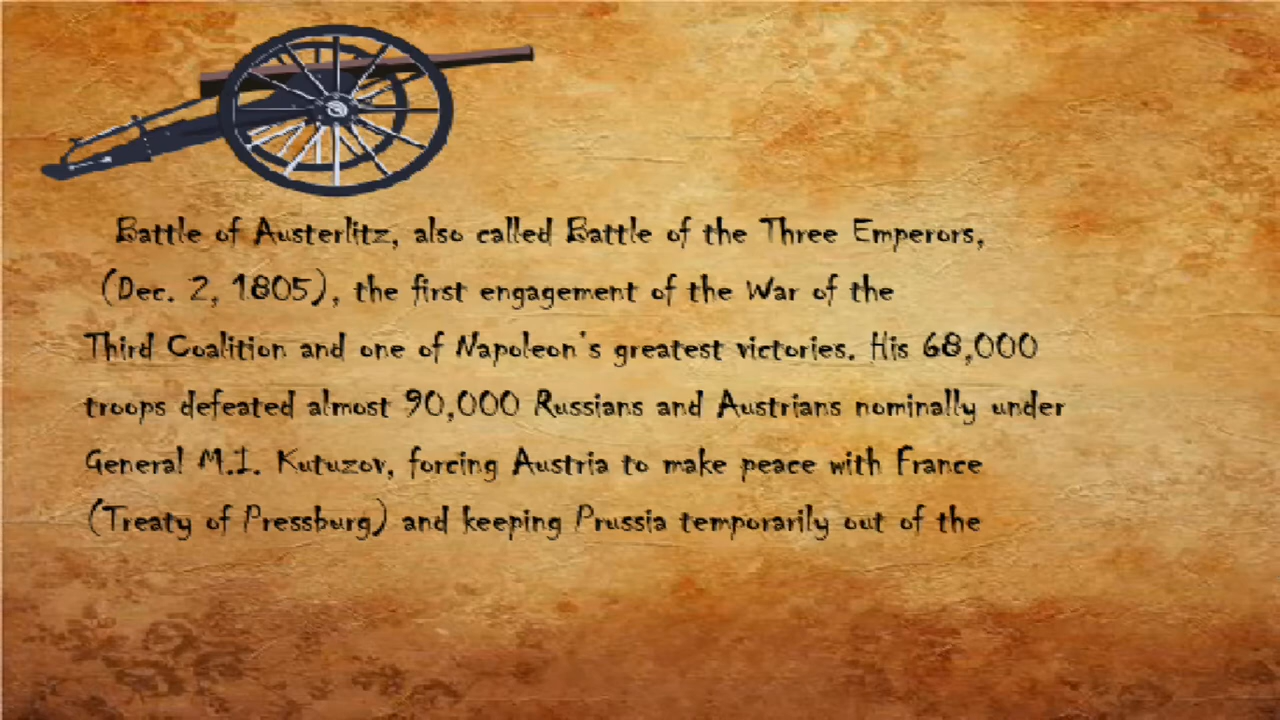 Battle of Austerlitz, also called Battle of the Three Emperors,
(Dec. 2, 1805), the first engagement of the War of the
Third Coalition and one of Napoleon's greatest victories. His 68,000
troops defeated almost 90,000 Russians and Austrians nominally under
General M.I. Kutuzov, forcing Austria to make peace with France
(Treaty of Pressburg) and keeping Prussia temporarily out of the